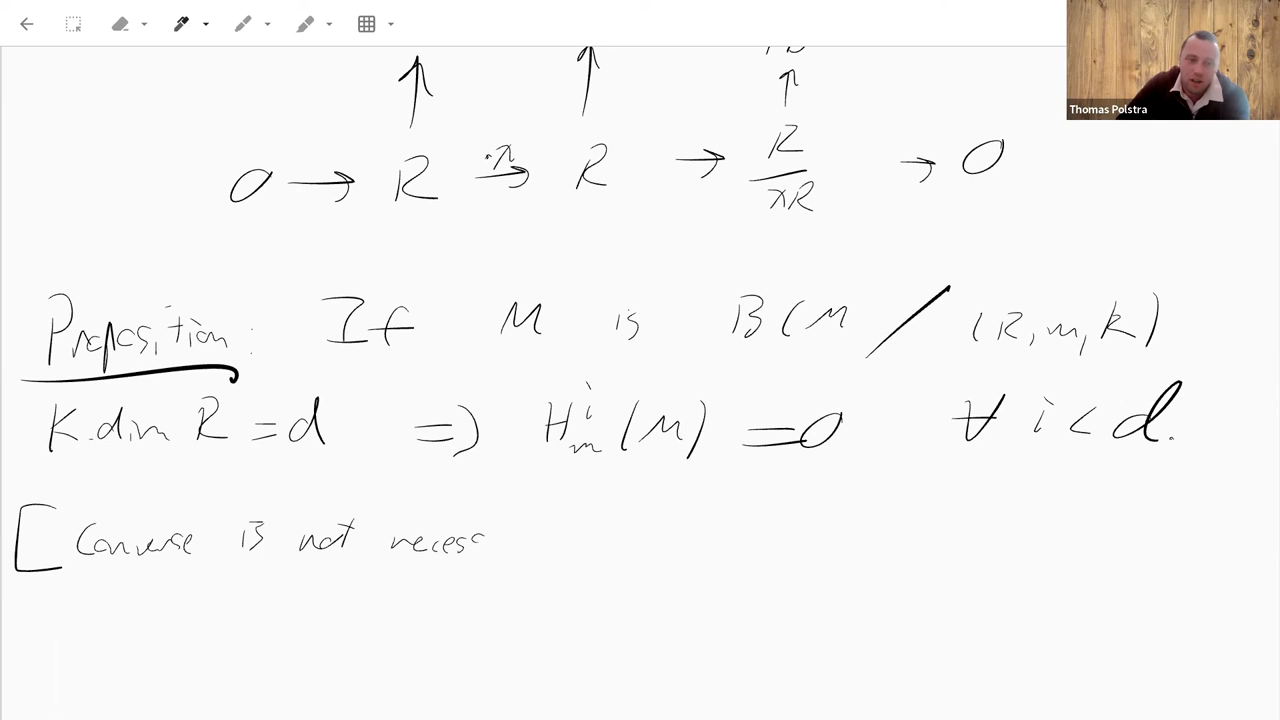 Thomas Polstra
0 → R ·x→ R → R/xR → 0
Proposition: If M is BCM / (R, m, k)
K.dim R = d ⇒ H^i_m(M) = 0 ∀ i < d.
[ Converse is not necess